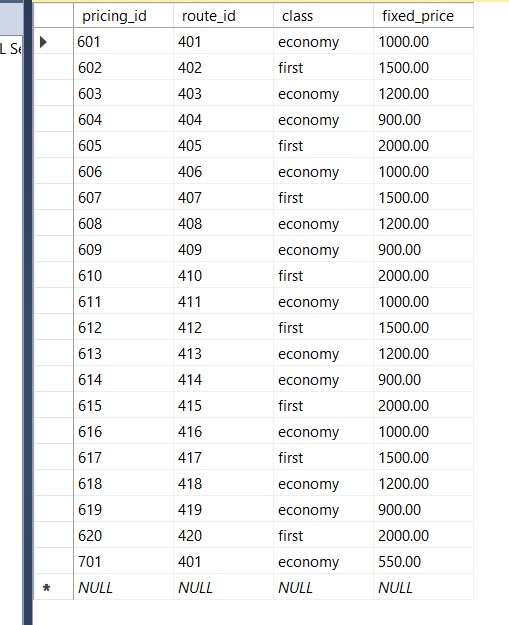 pricing_id route_id class fixed_price
L Se
601 401 economy 1000.00
602 402 first 1500.00
603 403 economy 1200.00
604 404 economy 900.00
605 405 first 2000.00
606 406 economy 1000.00
607 407 first 1500.00
608 408 economy 1200.00
609 409 economy 900.00
610 410 first 2000.00
611 411 economy 1000.00
612 412 first 1500.00
613 413 economy 1200.00
614 414 economy 900.00
615 415 first 2000.00
616 416 economy 1000.00
617 417 first 1500.00
618 418 economy 1200.00
619 419 economy 900.00
620 420 first 2000.00
701 401 economy 550.00
* NULL NULL NULL NULL